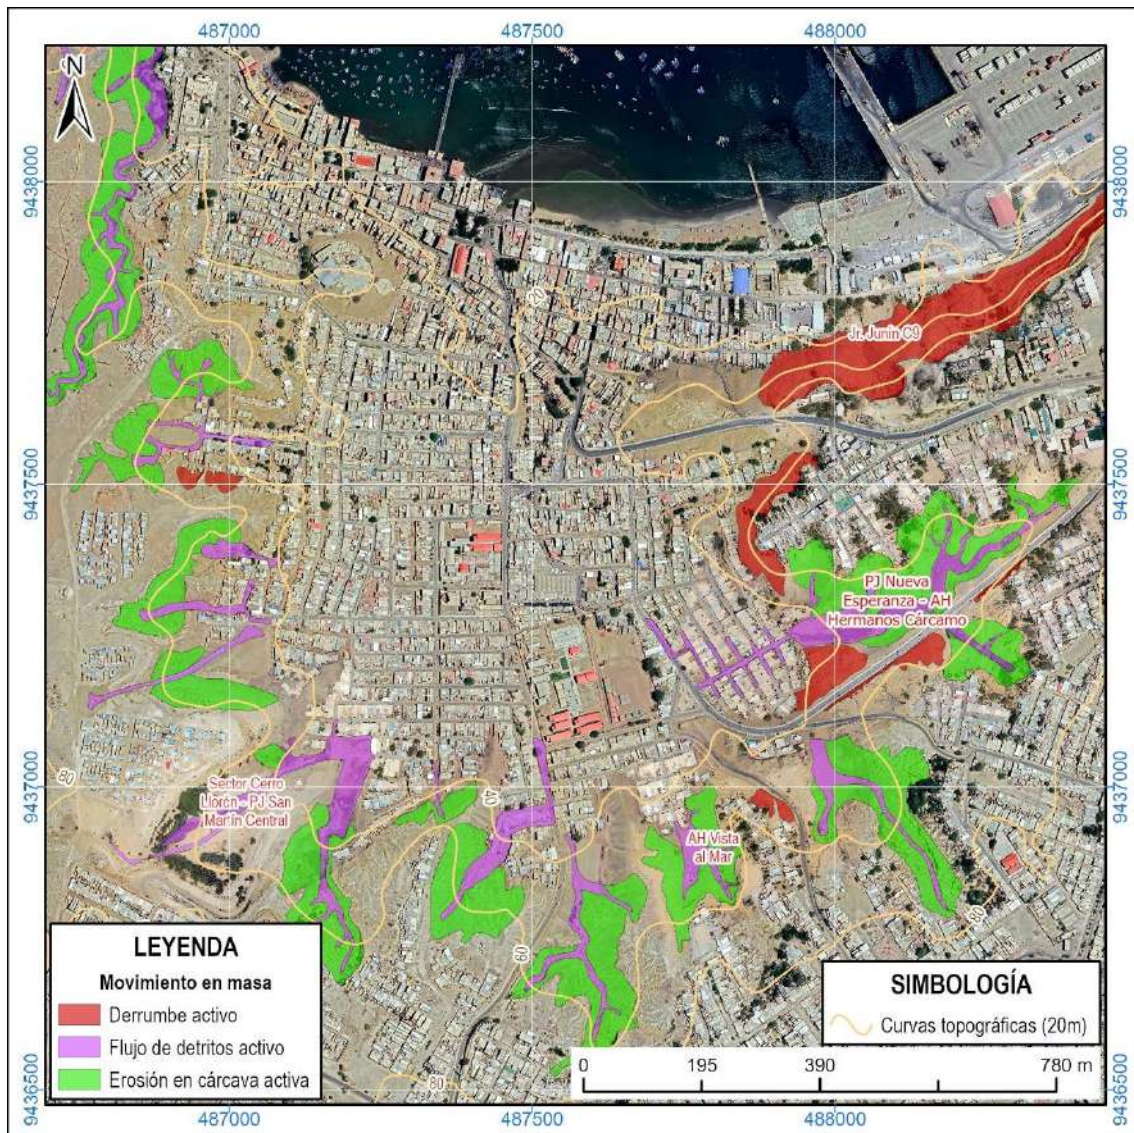 487000
487500
488000
N
9438000
9438000
20
Jr. Junín C9
9437500
9437500
PJ Nueva
Esperanza - AH
Hermanos Cárcamo
80
9437000
9437000
Sector Cerro
Llorón - PJ San
Martín Central
40
AH Vista
al Mar
60
80
80
LEYENDA
Movimiento en masa
Derrumbe activo
Flujo de detritos activo
Erosión en cárcava activa
SIMBOLOGÍA
Curvas topográficas (20m)
0 195 390 780 m
9436500
9436500
487000
487500
488000